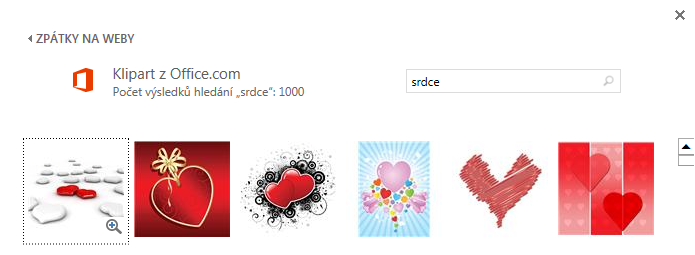 ZPÁTKY NA WEBY
Klipart z Office.com
Počet výsledků hledání „srdce“: 1000
srdce